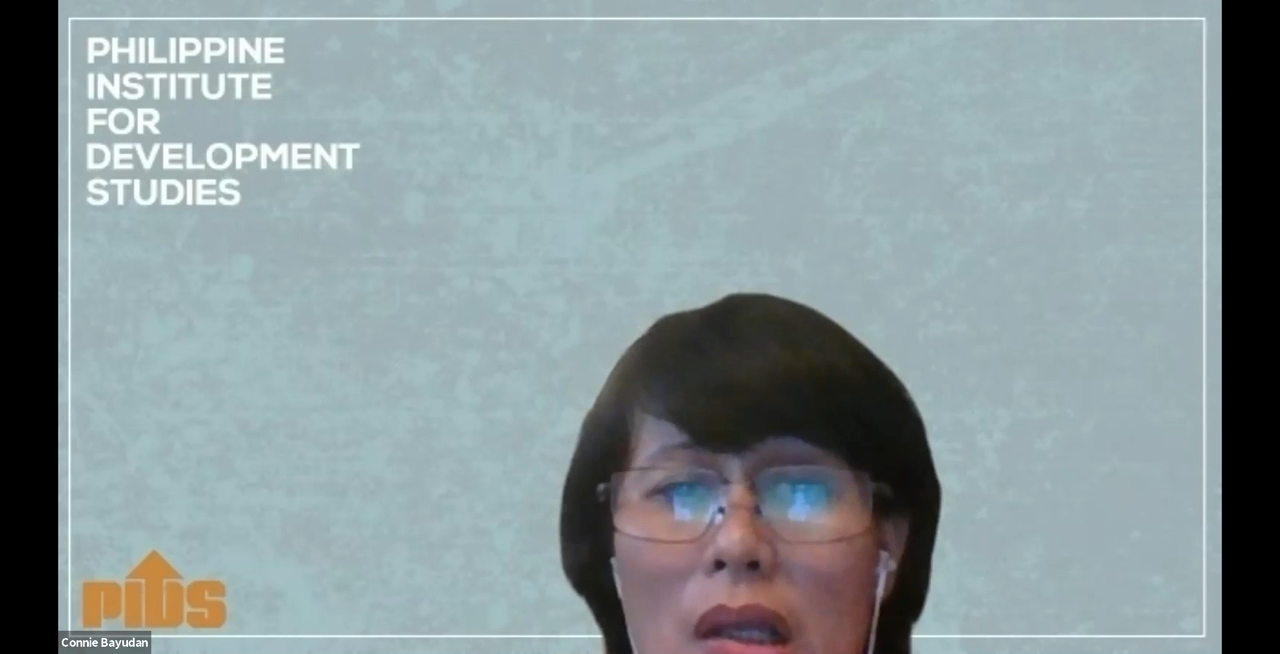 PHILIPPINE
INSTITUTE
FOR
DEVELOPMENT
STUDIES
PIDS
Connie Bayudan